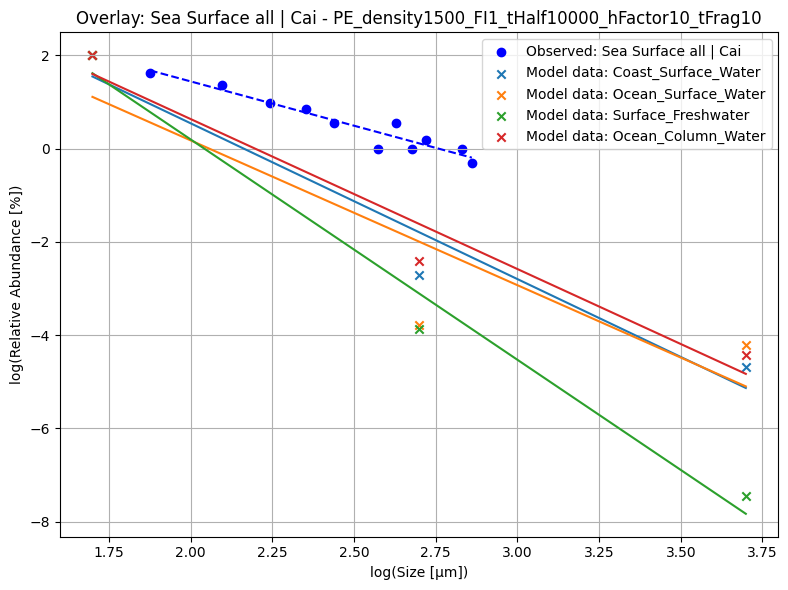 Overlay: Sea Surface all | Cai - PE_density1500_FI1_tHalf10000_hFactor10_tFrag10
Observed: Sea Surface all | Cai
Model data: Coast_Surface_Water
Model data: Ocean_Surface_Water
Model data: Surface_Freshwater
Model data: Ocean_Column_Water
log(Relative Abundance [%])
2
0
−2
−4
−6
−8
1.75
2.00
2.25
2.50
2.75
3.00
3.25
3.50
3.75
log(Size [μm])